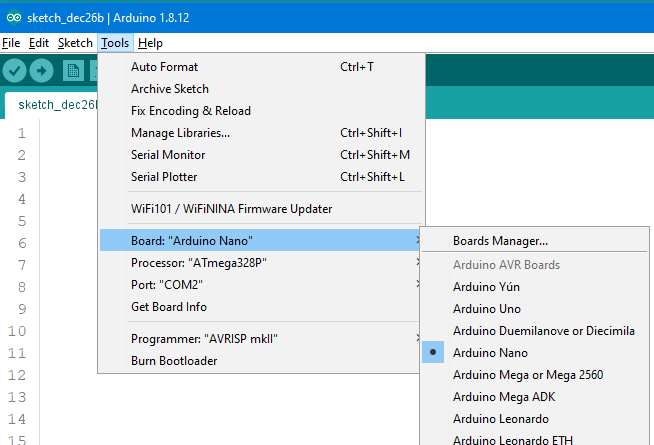 sketch_dec26b | Arduino 1.8.12
File Edit Sketch Tools Help
sketch_dec26b
Auto Format Ctrl+T
Archive Sketch
Fix Encoding & Reload
Manage Libraries... Ctrl+Shift+I
Serial Monitor Ctrl+Shift+M
Serial Plotter Ctrl+Shift+L
WiFi101 / WiFiNINA Firmware Updater
Board: "Arduino Nano"
Processor: "ATmega328P"
Port: "COM2"
Get Board Info
Programmer: "AVRISP mkII"
Burn Bootloader
Boards Manager...
Arduino AVR Boards
Arduino Yún
Arduino Uno
Arduino Duemilanove or Diecimila
Arduino Nano
Arduino Mega or Mega 2560
Arduino Mega ADK
Arduino Leonardo
Arduino Leonardo ETH
1
2
3
4
5
6
7
8
9
10
11
12
13
14
15